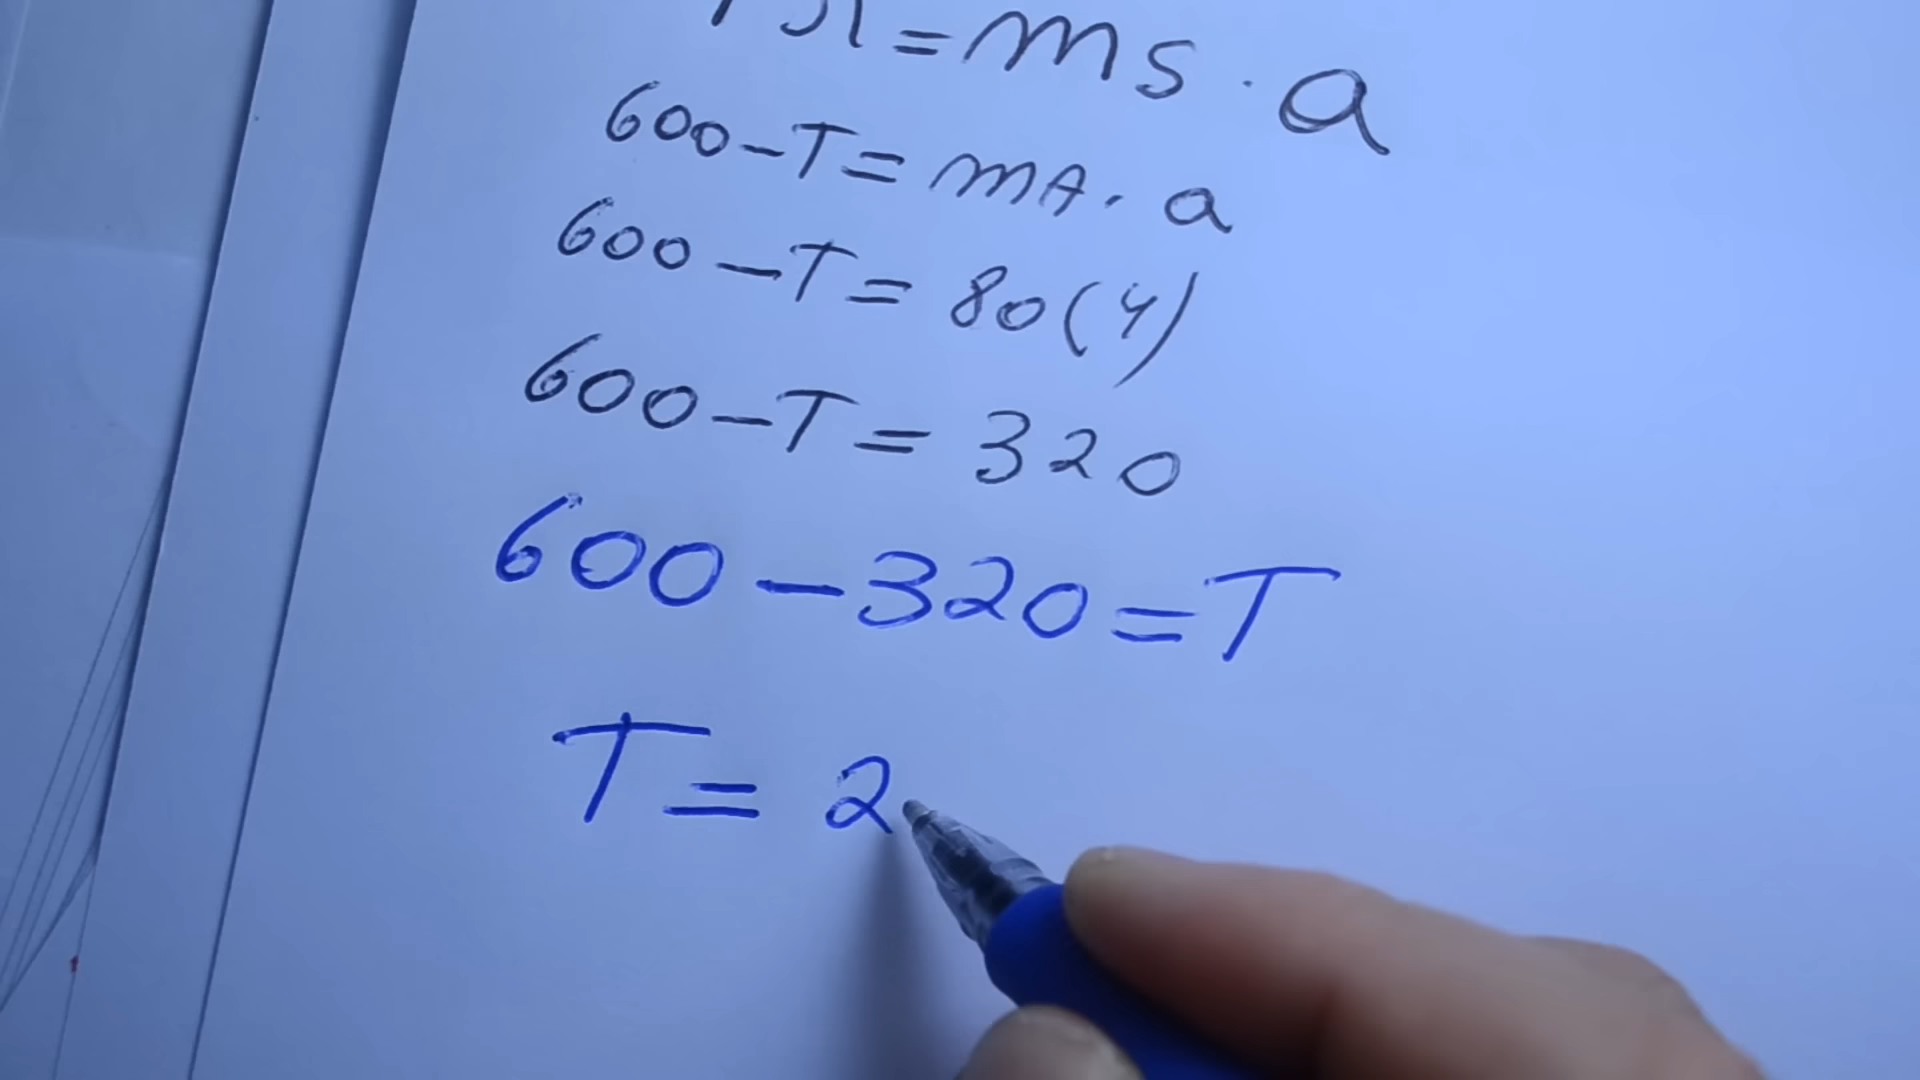 = ms . a
600 - T = mA . a
600 - T = 80 (4)
600 - T = 320
600 - 320 = T
T = 2